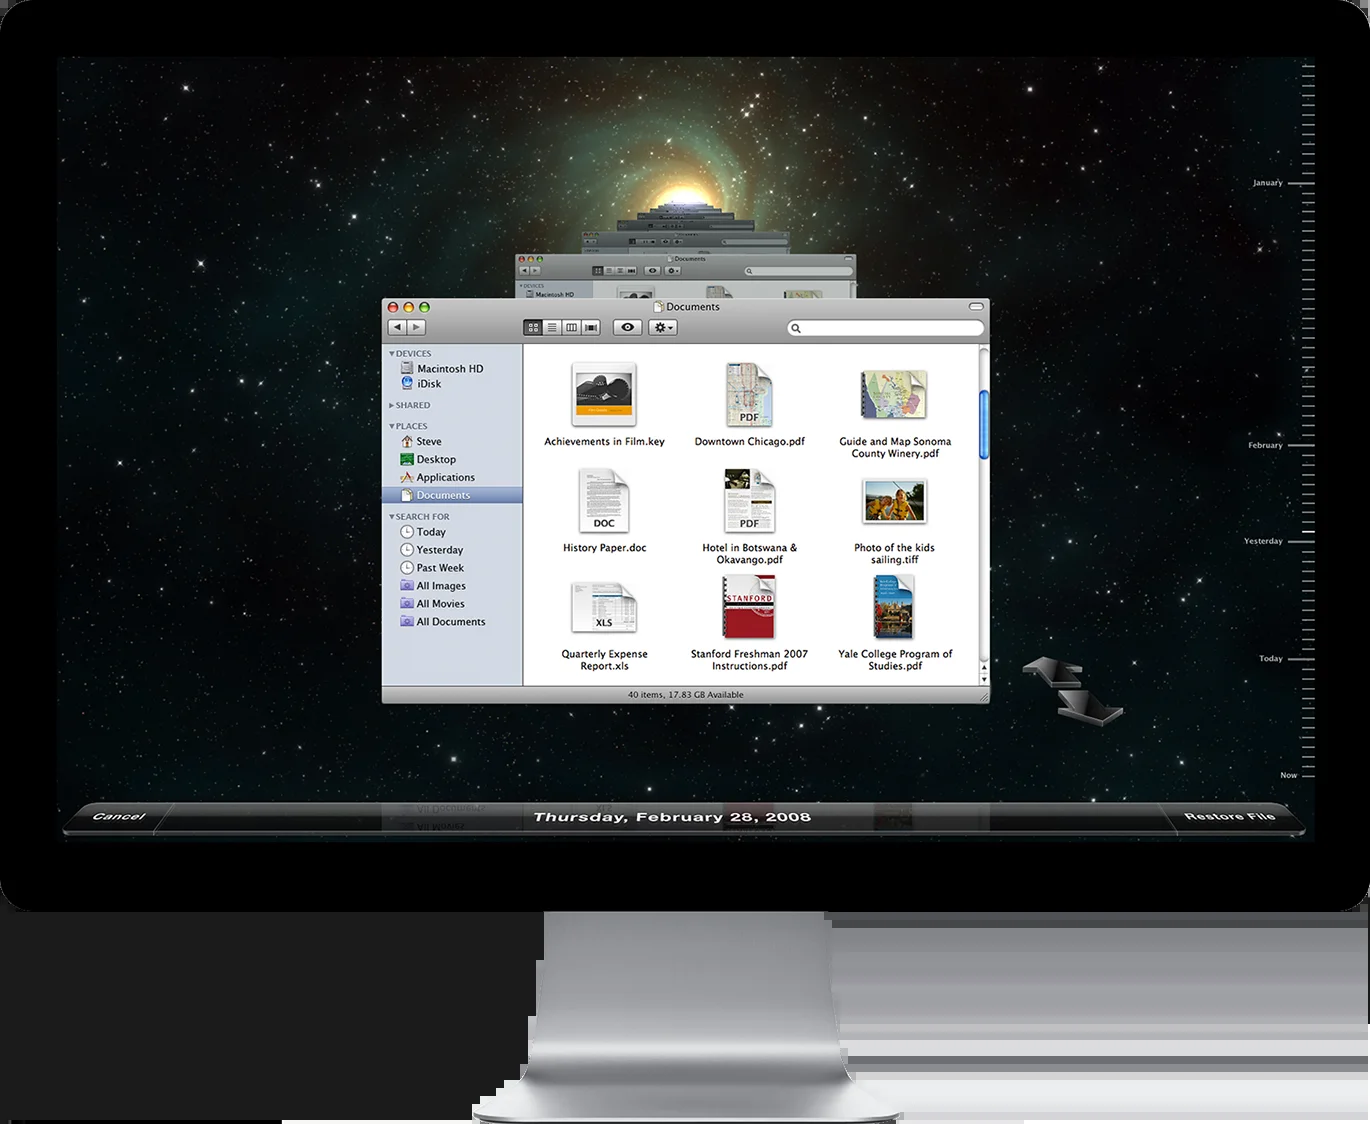 January
February
Yesterday
Today
Now
Documents
DEVICES
Macintosh HD
Documents
DEVICES
Macintosh HD
iDisk
SHARED
PLACES
Steve
Desktop
Applications
Documents
SEARCH FOR
Today
Yesterday
Past Week
All Images
All Movies
All Documents
PDF
Achievements in Film.key
Downtown Chicago.pdf
Guide and Map Sonoma
County Winery.pdf
DOC
PDF
History Paper.doc
Hotel in Botswana &
Okavango.pdf
Photo of the kids
sailing.tiff
XLS
STANFORD
Quarterly Expense
Report.xls
Stanford Freshman 2007
Instructions.pdf
Yale College Program of
Studies.pdf
40 items, 17.83 GB Available
Cancel
Thursday, February 28, 2008
Restore File